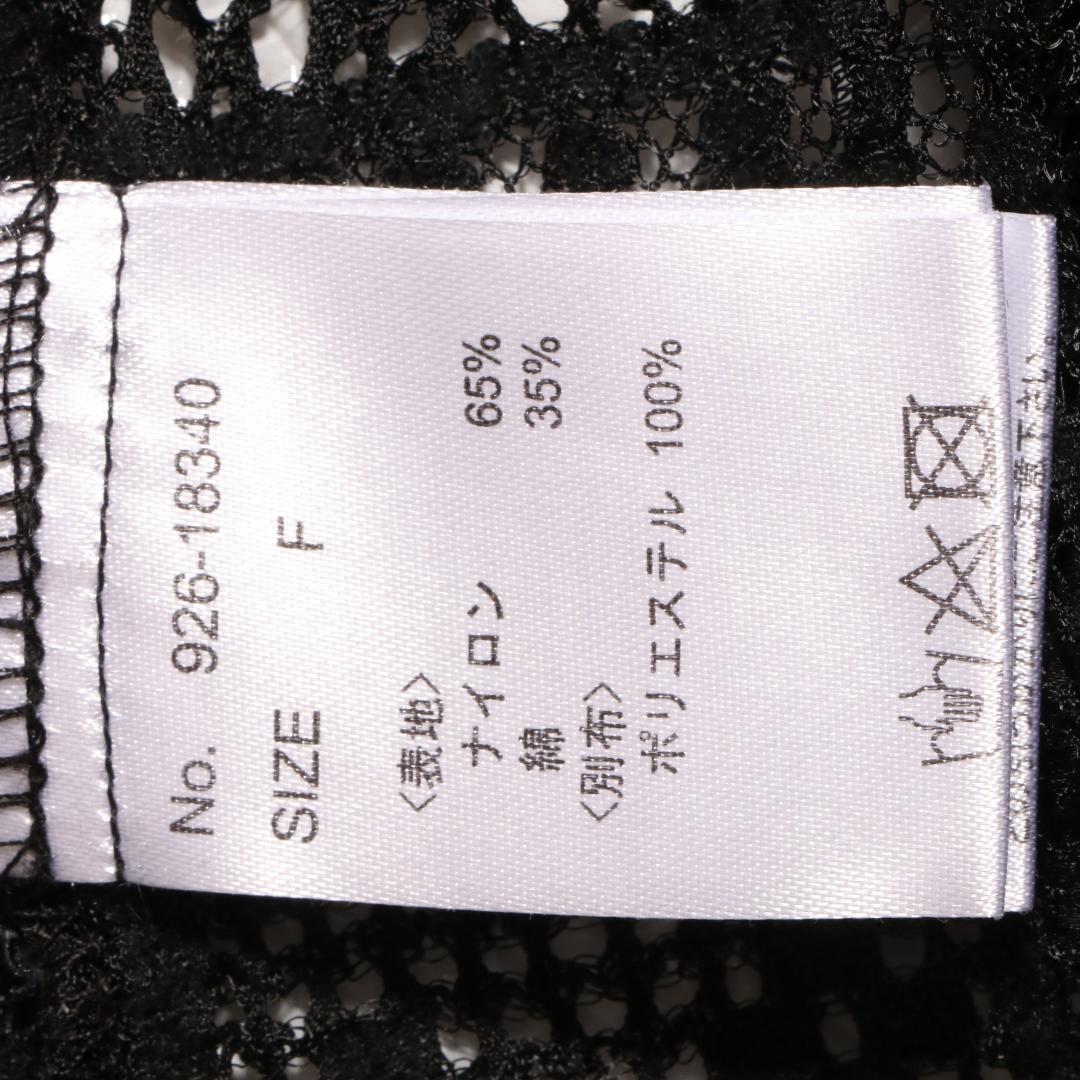 No. 926-18340
SIZE F
〈表地〉
ナイロン 65%
綿 35%
〈別布〉
ポリエステル 100%